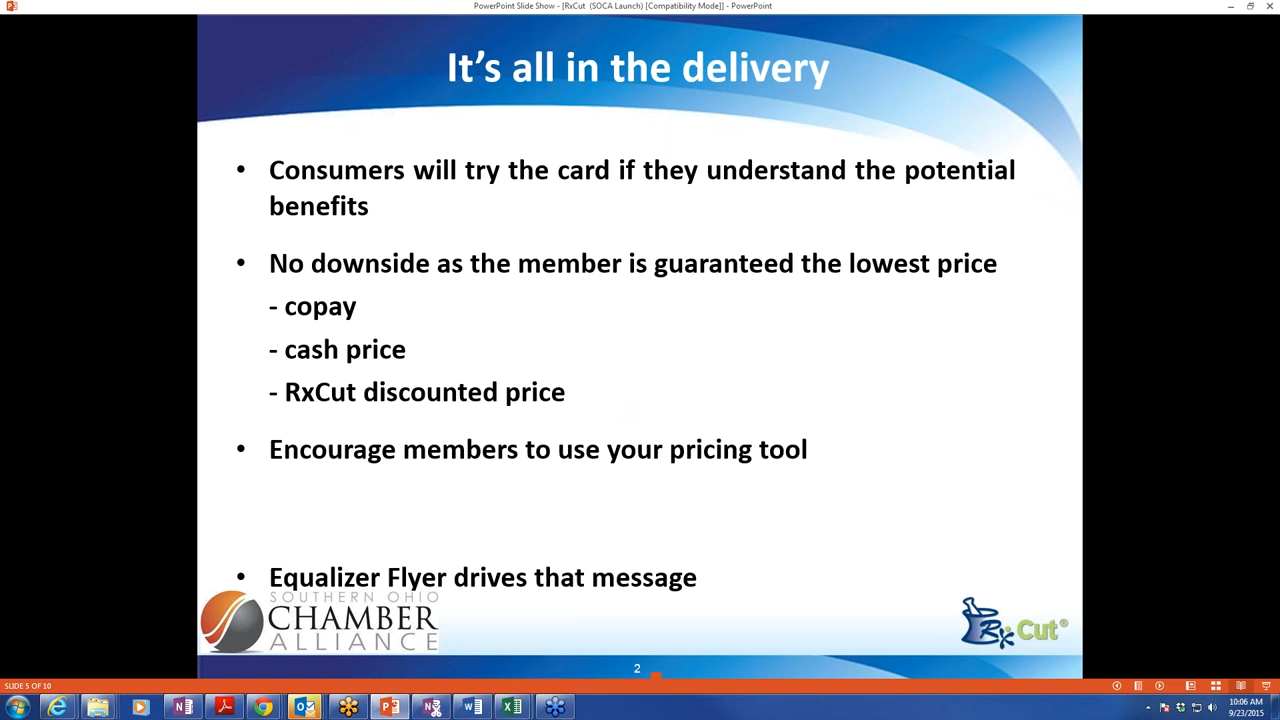 PowerPoint Slide Show - [RxCut (SOCA Launch) [Compatibility Mode]] - PowerPoint
It's all in the delivery
• Consumers will try the card if they understand the potential
benefits
• No downside as the member is guaranteed the lowest price
- copay
- cash price
- RxCut discounted price
• Encourage members to use your pricing tool
• Equalizer Flyer drives that message
SOUTHERN OHIO
CHAMBER
ALLIANCE
Rx Cut®
2
SLIDE 5 OF 10
10:06 AM
9/23/2015